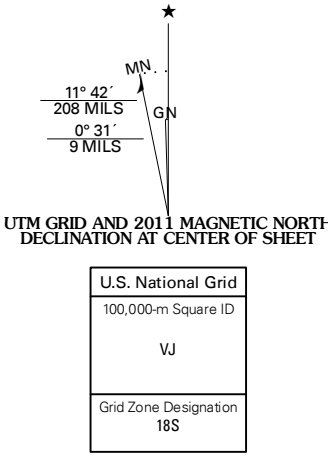 ★
MN
GN
11° 42´
208 MILS
0° 31´
9 MILS
UTM GRID AND 2011 MAGNETIC NORTH
DECLINATION AT CENTER OF SHEET
U.S. National Grid
100,000-m Square ID
VJ
Grid Zone Designation
18S